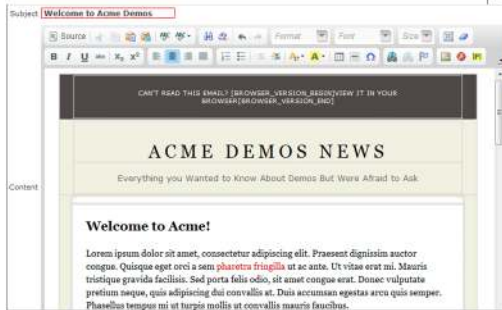 Subject Welcome to Acme Demos
Source
Format Font Size
B I U abc X₂ X²
CAN'T READ THIS EMAIL? [BROWSER_VERSION_BEGIN]VIEW IT IN YOUR
BROWSER[BROWSER_VERSION_END]
ACME DEMOS NEWS
Everything you Wanted to Know About Demos But Were Afraid to Ask
Content
Welcome to Acme!
Lorem ipsum dolor sit amet, consectetur adipiscing elit. Praesent dignissim auctor
congue. Quisque eget orci a sem pharetra fringilla ut ac ante. Ut vitae erat mi. Mauris
tristique gravida facilisis. Sed porta felis odio, sit amet congue erat. Donec vulputate
pretium neque, quis adipiscing dui convallis at. Duis accumsan egestas arcu quis semper.
Phasellus tempus mi ut turpis mollis ut convallis mauris faucibus.